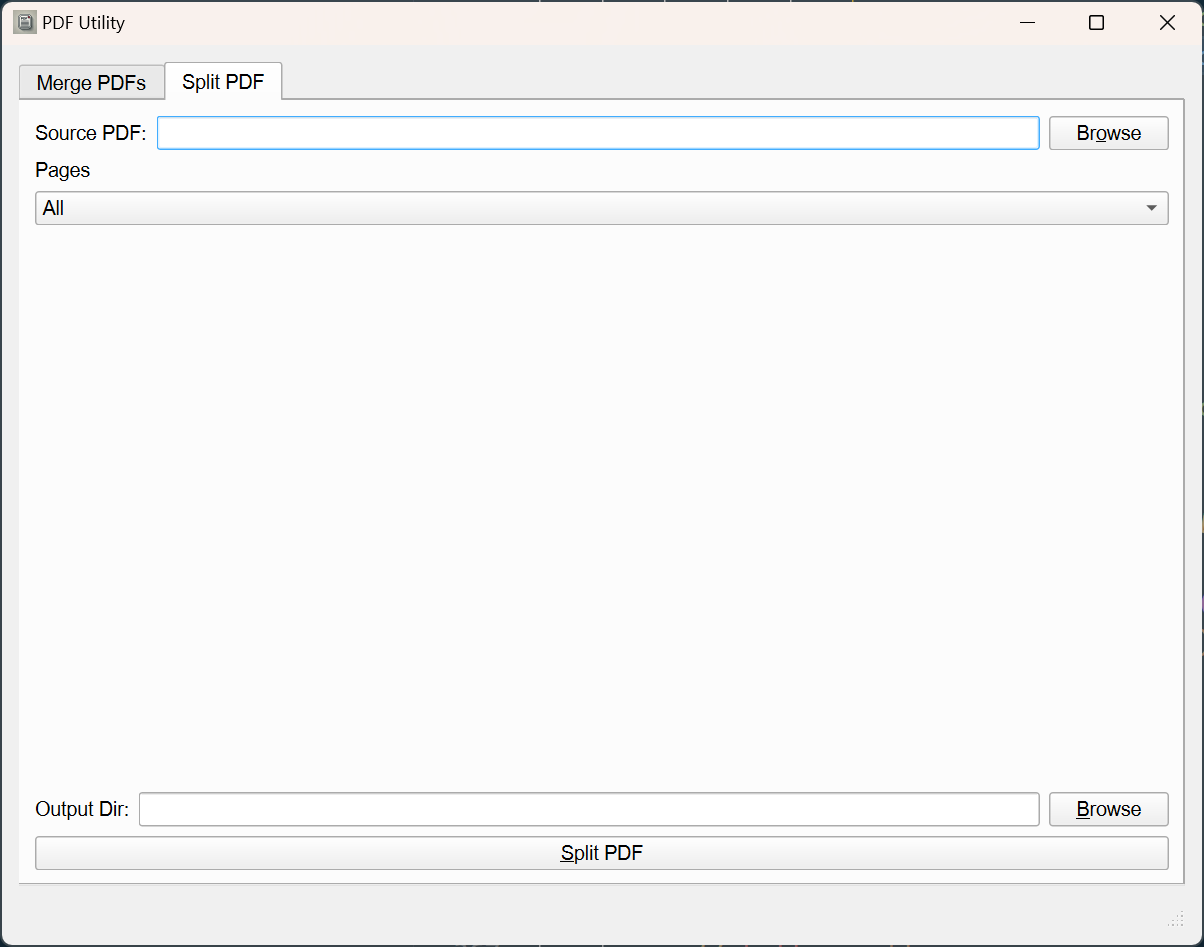 PDF Utility
Merge PDFs Split PDF
Source PDF: Browse
Pages
All
Output Dir: Browse
Split PDF